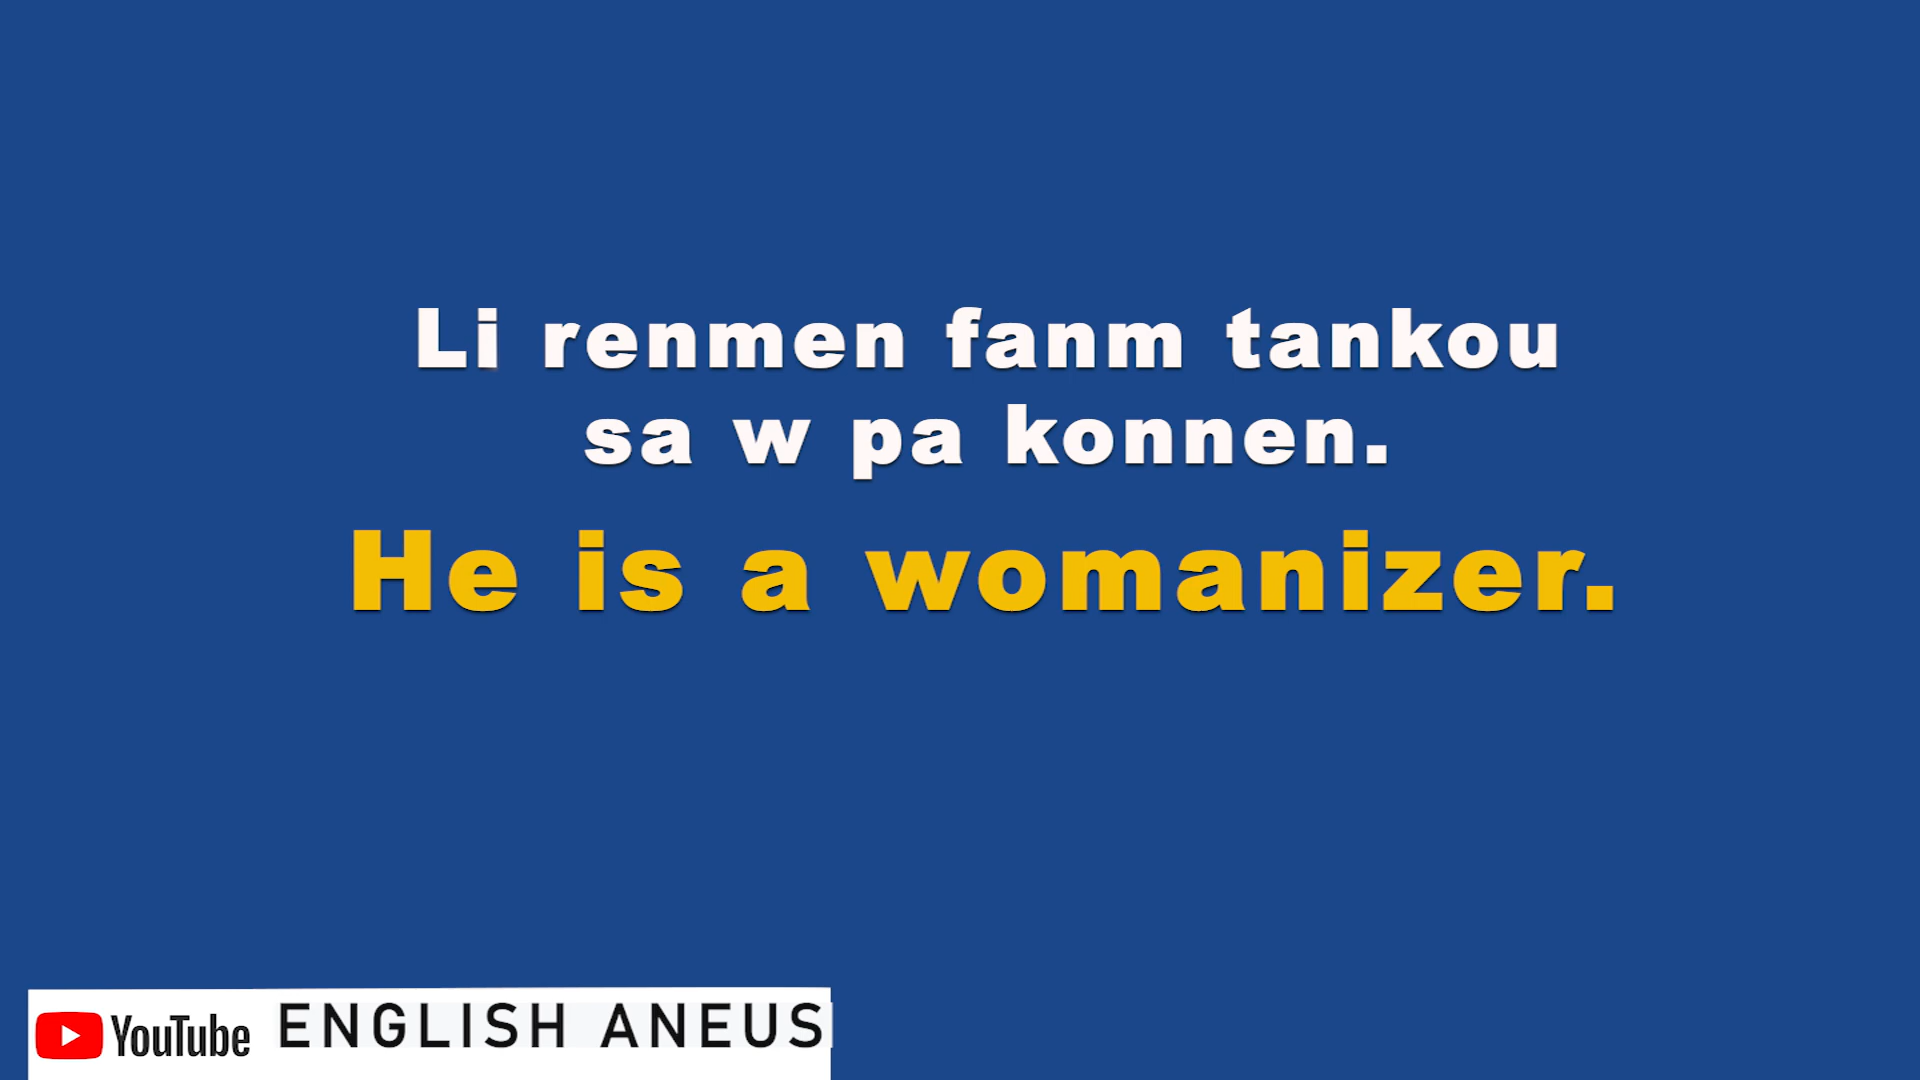 Li renmen fanm tankou
sa w pa konnen.
He is a womanizer.
YouTube ENGLISH ANEUS